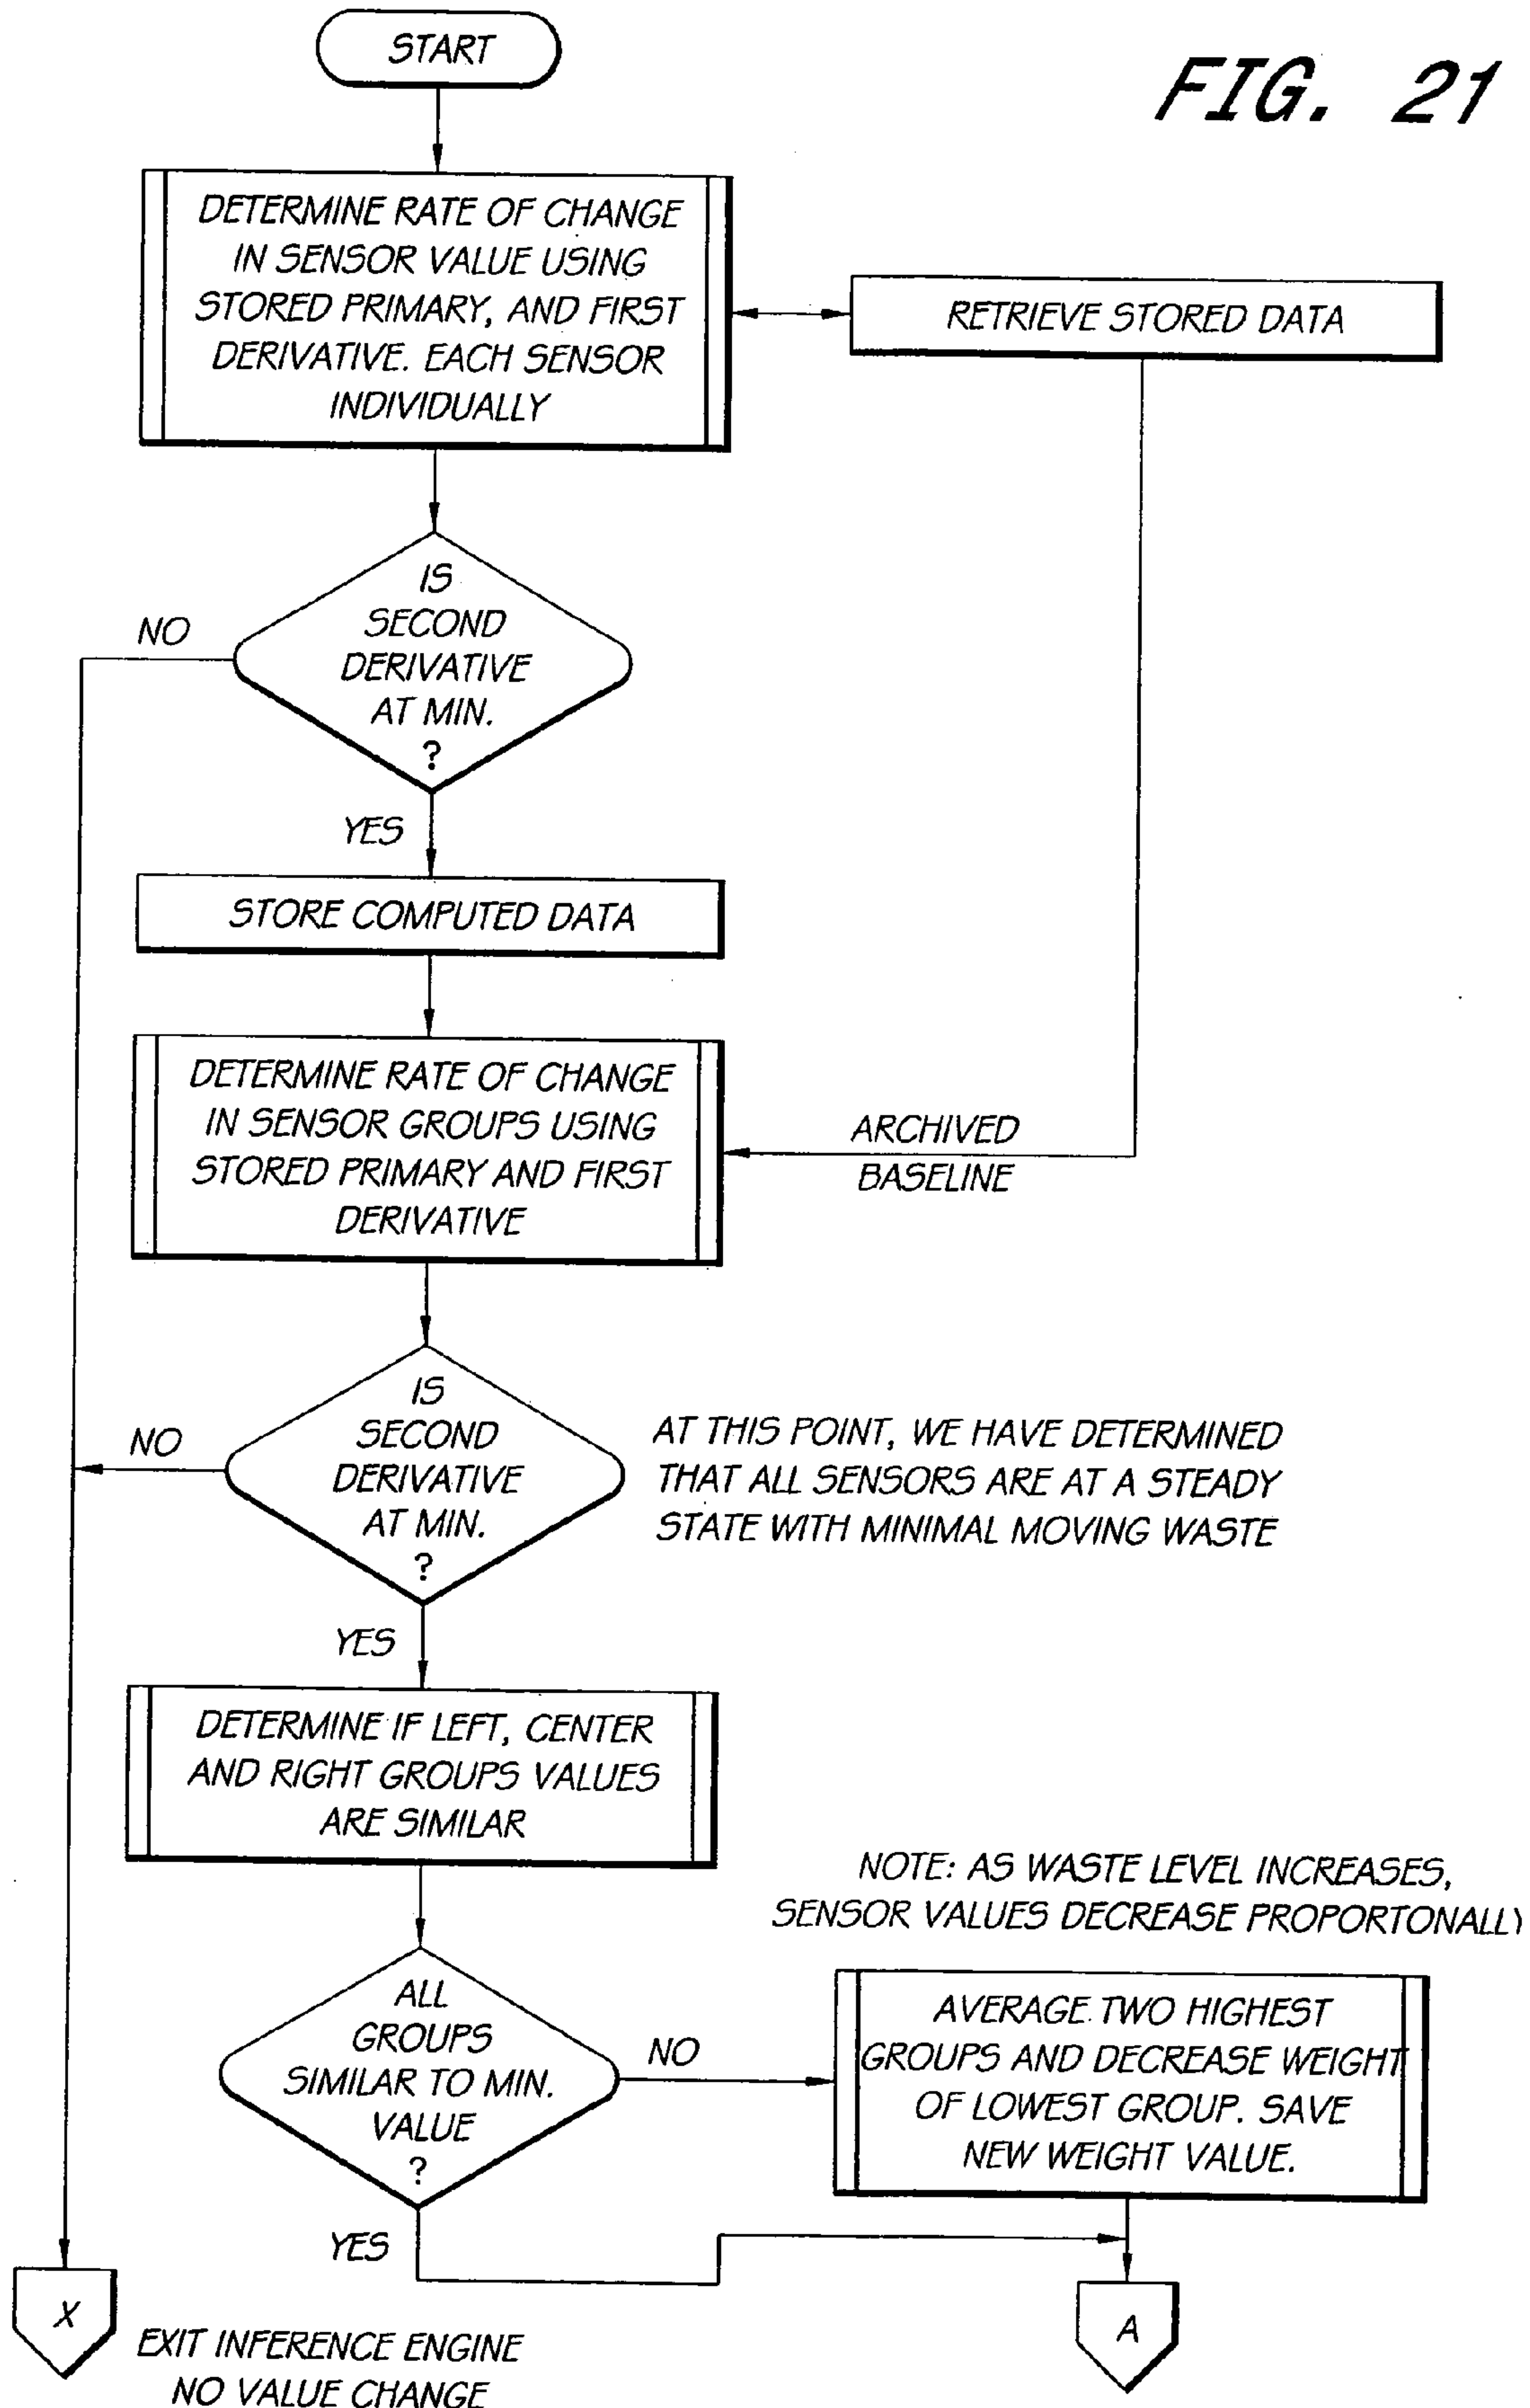 START
FIG. 21
DETERMINE RATE OF CHANGE
IN SENSOR VALUE USING
STORED PRIMARY, AND FIRST
DERIVATIVE. EACH SENSOR
INDIVIDUALLY
RETRIEVE STORED DATA
IS
SECOND
DERIVATIVE
AT MIN.
?
NO
YES
STORE COMPUTED DATA
DETERMINE RATE OF CHANGE
IN SENSOR GROUPS USING
STORED PRIMARY AND FIRST
DERIVATIVE
ARCHIVED
BASELINE
IS
SECOND
DERIVATIVE
AT MIN.
?
NO
AT THIS POINT, WE HAVE DETERMINED
THAT ALL SENSORS ARE AT A STEADY
STATE WITH MINIMAL MOVING WASTE
YES
DETERMINE IF LEFT, CENTER
AND RIGHT GROUPS VALUES
ARE SIMILAR
NOTE: AS WASTE LEVEL INCREASES,
SENSOR VALUES DECREASE PROPORTONALLY
ALL
GROUPS
SIMILAR TO MIN.
VALUE
?
NO
AVERAGE TWO HIGHEST
GROUPS AND DECREASE WEIGHT
OF LOWEST GROUP. SAVE
NEW WEIGHT VALUE.
YES
X
EXIT INFERENCE ENGINE
NO VALUE CHANGE
A